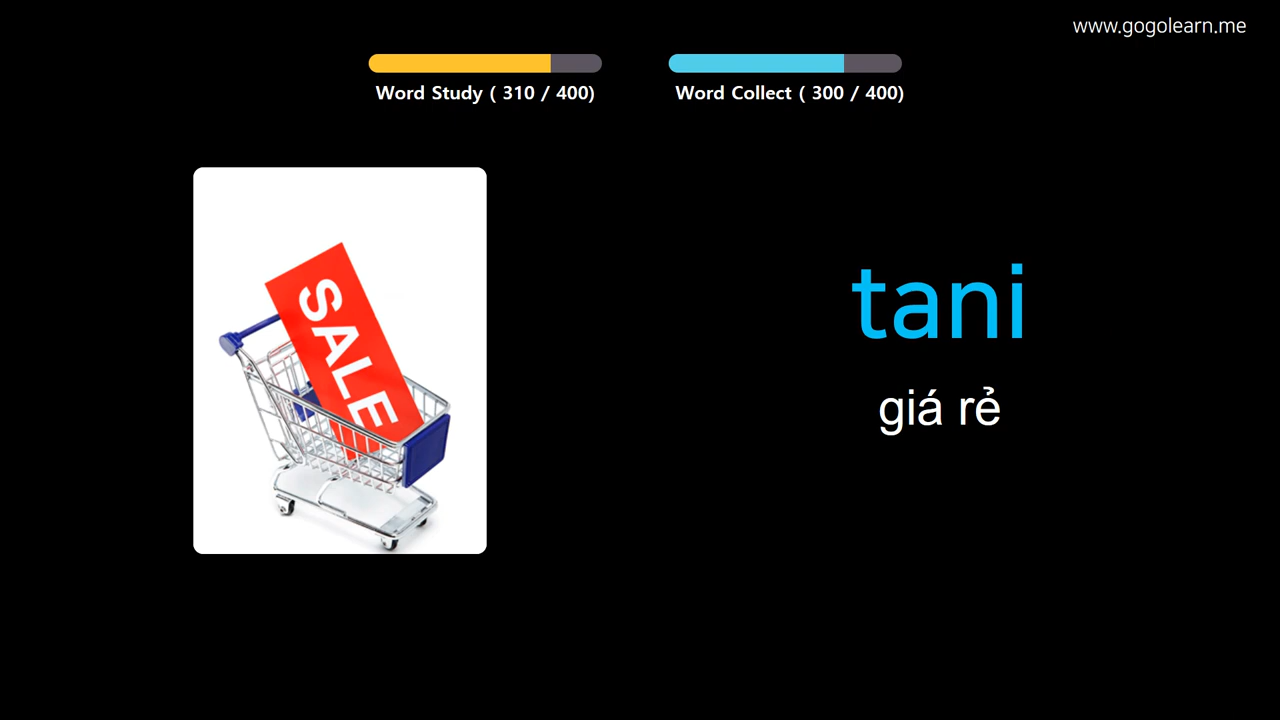 www.gogolearn.me
Word Study ( 310 / 400)
Word Collect ( 300 / 400)
SALE
tani
giá rẻ